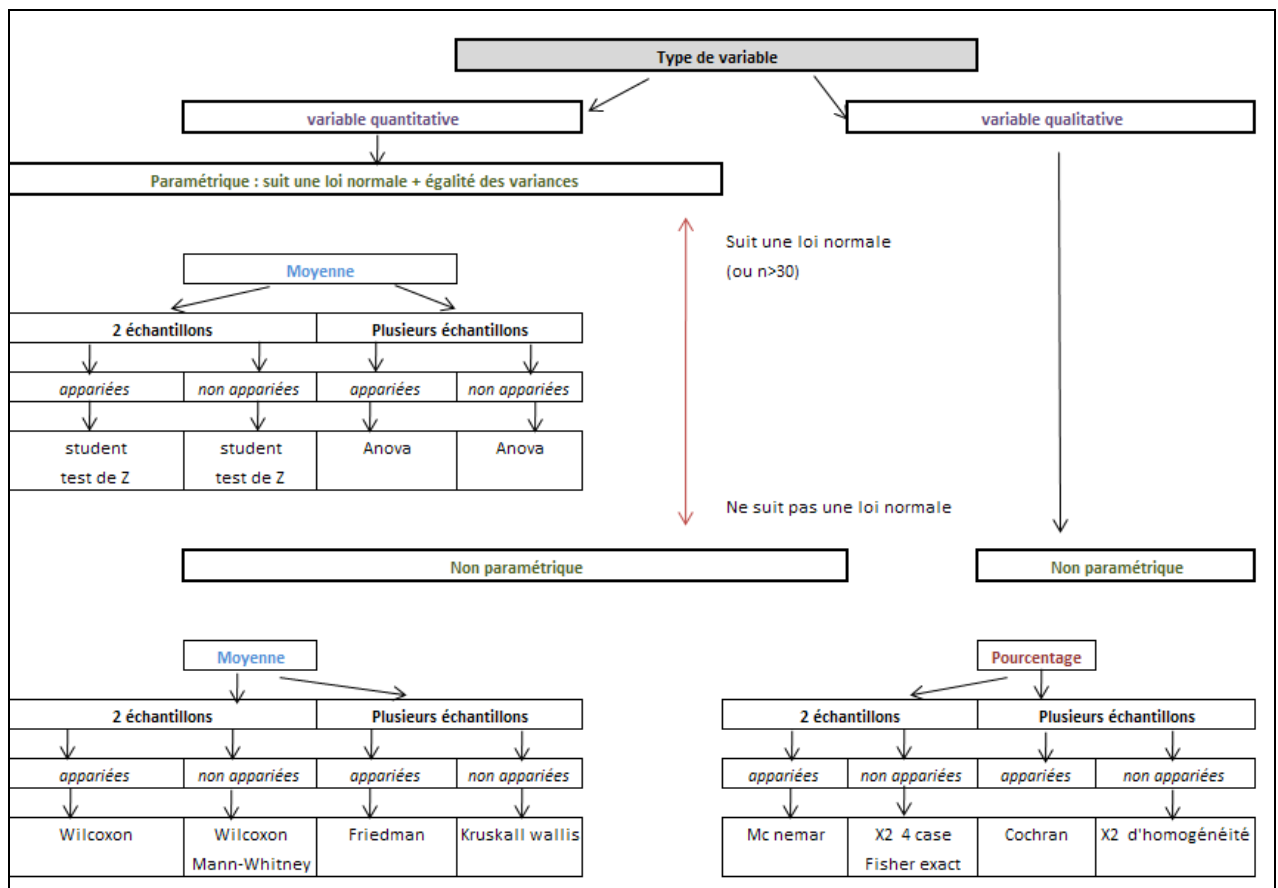 Type de variable
variable quantitative
variable qualitative
Paramétrique : suit une loi normale + égalité des variances
Suit une loi normale
(ou n>30)
Moyenne
2 échantillons
Plusieurs échantillons
appariées
non appariées
appariées
non appariées
student
test de Z
student
test de Z
Anova
Anova
Ne suit pas une loi normale
Non paramétrique
Non paramétrique
Moyenne
2 échantillons
Plusieurs échantillons
appariées
non appariées
appariées
non appariées
Wilcoxon
Wilcoxon
Mann-Whitney
Friedman
Kruskall wallis
Pourcentage
2 échantillons
Plusieurs échantillons
appariées
non appariées
appariées
non appariées
Mc nemar
X2 4 case
Fisher exact
Cochran
X2 d'homogénéité